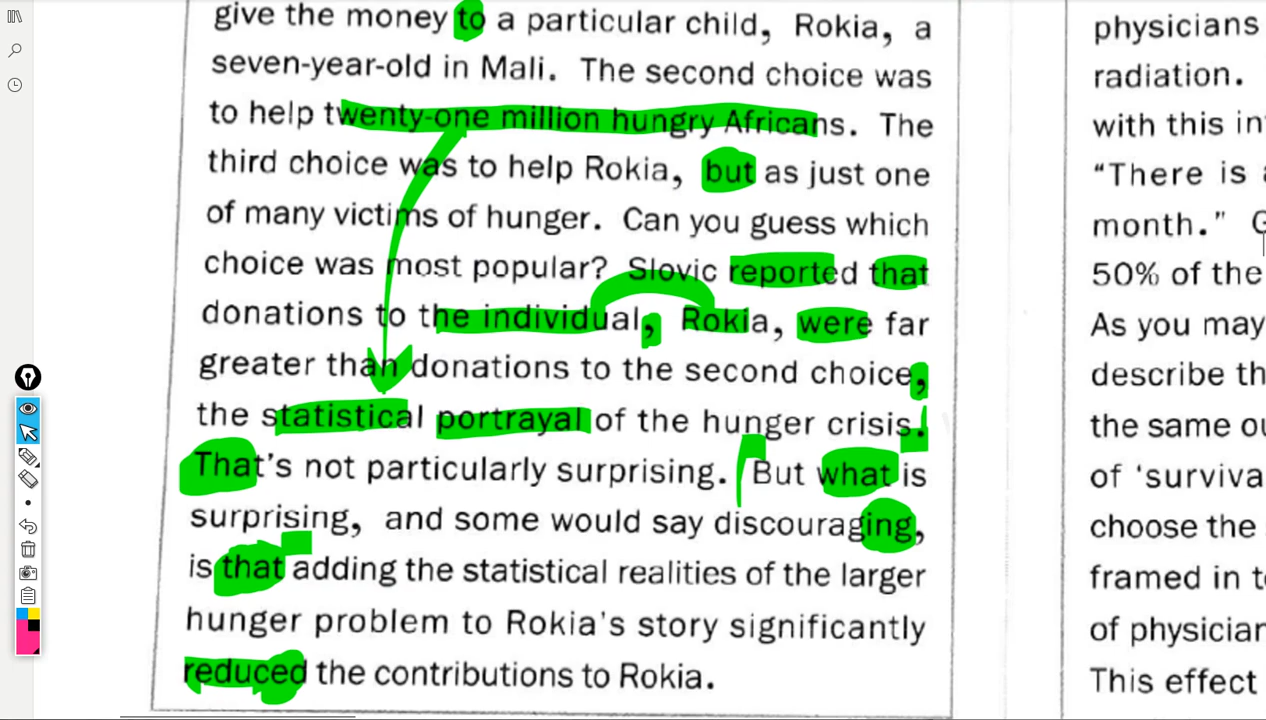 give the money to a particular child, Rokia, a
seven-year-old in Mali. The second choice was
to help twenty-one million hungry Africans. The
third choice was to help Rokia, but as just one
of many victims of hunger. Can you guess which
choice was most popular? Slovic reported that
donations to the individual, Rokia, were far
greater than donations to the second choice,
the statistical portrayal of the hunger crisis.
That's not particularly surprising. But what is
surprising, and some would say discouraging,
is that adding the statistical realities of the larger
hunger problem to Rokia's story significantly
reduced the contributions to Rokia.
physicians
radiation.
with this in
"There is
month."
50% of the
As you may
describe th
the same ou
of 'surviva
choose the
framed in to
of physician
This effect